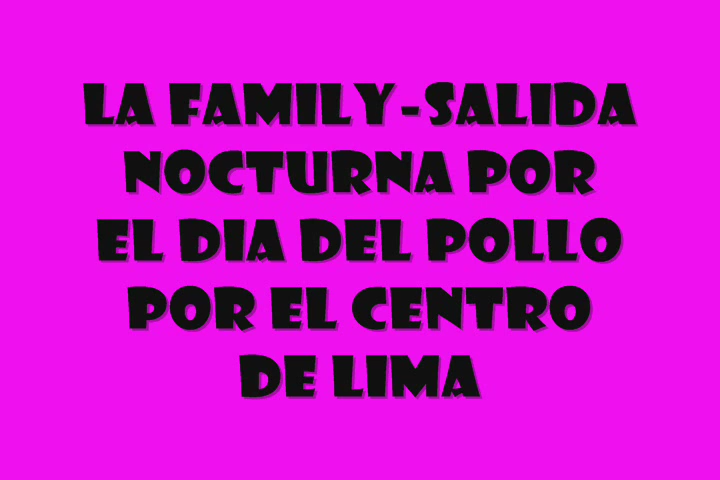 LA FAMILY-SALIDA
NOCTURNA POR
EL DIA DEL POLLO
POR EL CENTRO
DE LIMA